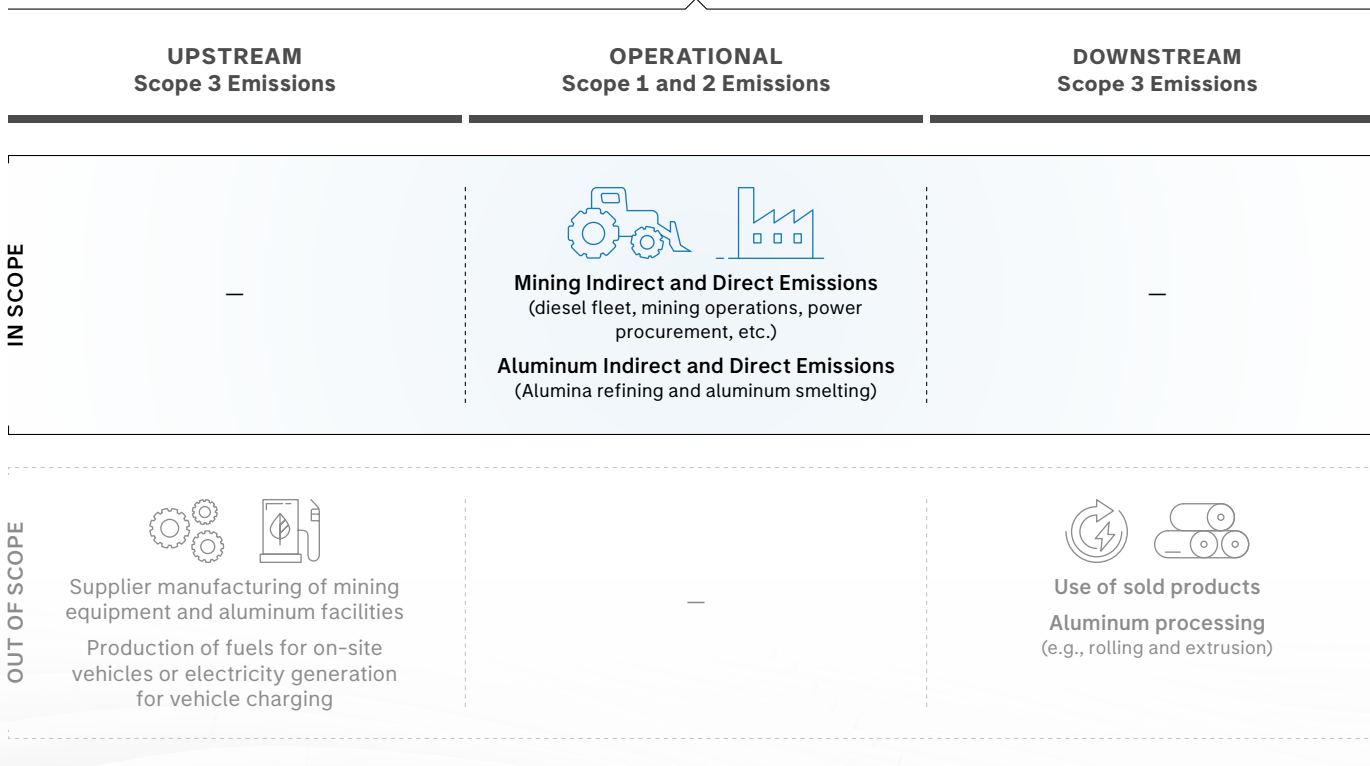 UPSTREAM
Scope 3 Emissions
OPERATIONAL
Scope 1 and 2 Emissions
DOWNSTREAM
Scope 3 Emissions
IN SCOPE
—
Mining Indirect and Direct Emissions
(diesel fleet, mining operations, power
procurement, etc.)
Aluminum Indirect and Direct Emissions
(Alumina refining and aluminum smelting)
—
OUT OF SCOPE
Supplier manufacturing of mining
equipment and aluminum facilities
Production of fuels for on-site
vehicles or electricity generation
for vehicle charging
—
Use of sold products
Aluminum processing
(e.g., rolling and extrusion)